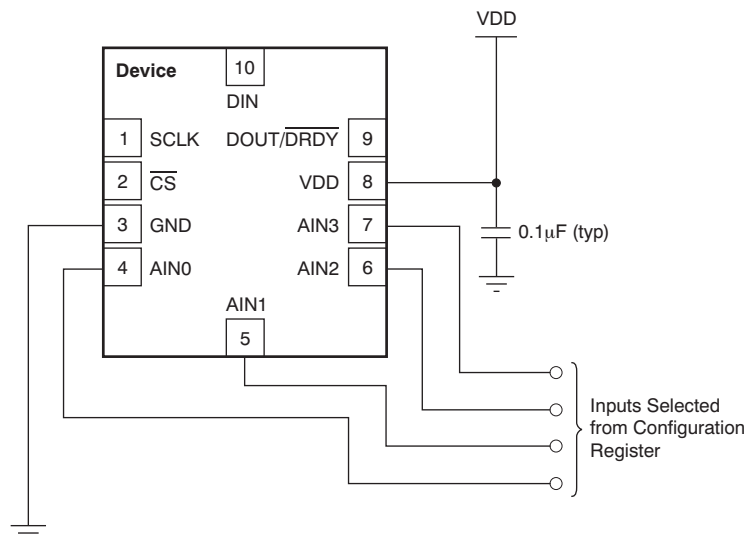 VDD
Device
10
DIN
1 SCLK DOUT/DRDY 9
2 CS VDD 8
3 GND AIN3 7
0.1μF (typ)
4 AIN0 AIN2 6
AIN1
5
Inputs Selected
from Configuration
Register